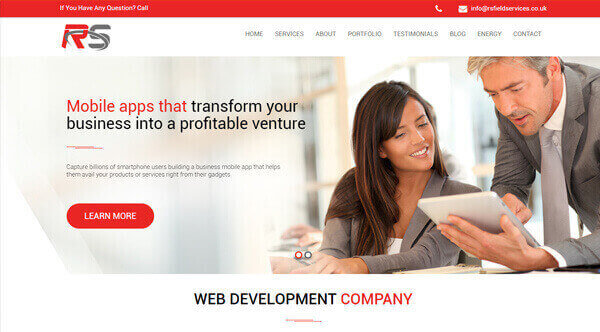 If You Have Any Question? Call
info@rsfieldservices.co.uk
RS
HOME SERVICES ABOUT PORTFOLIO TESTIMONIALS BLOG ENERGY CONTACT
Mobile apps that transform your
business into a profitable venture
Capture billions of smartphone users building a business mobile app that helps
them avail your products or services right from their gadgets
LEARN MORE
WEB DEVELOPMENT COMPANY